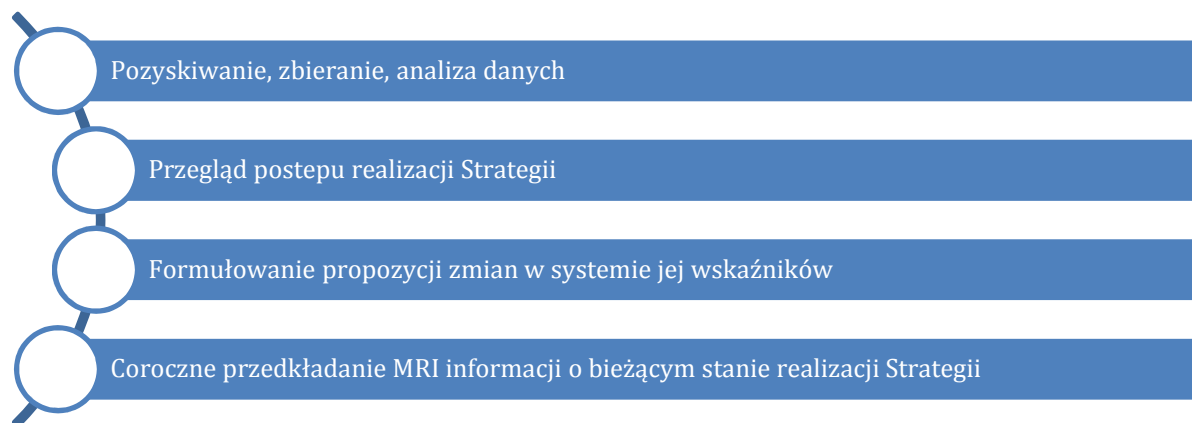 Pozyskiwanie, zbieranie, analiza danych
Przegląd postepu realizacji Strategii
Formułowanie propozycji zmian w systemie jej wskaźników
Coroczne przedkładanie MRI informacji o bieżącym stanie realizacji Strategii